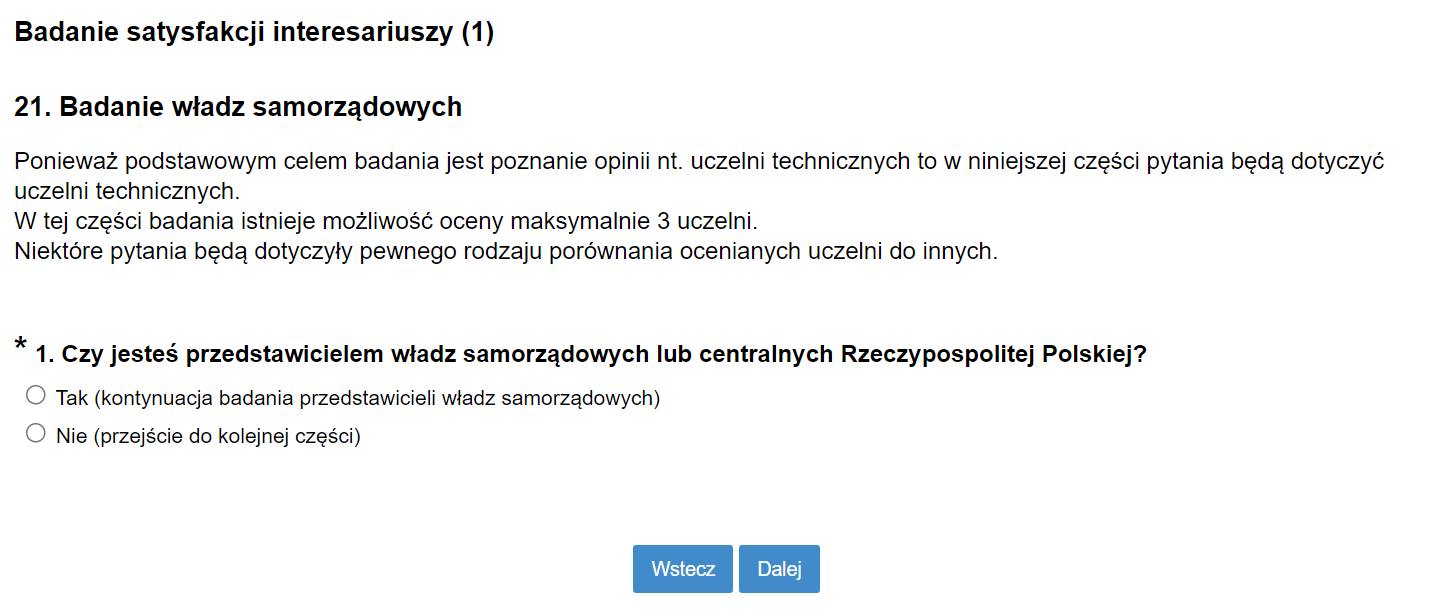 Badanie satysfakcji interesariuszy (1)
21. Badanie władz samorządowych
Ponieważ podstawowym celem badania jest poznanie opinii nt. uczelni technicznych to w niniejszej części pytania będą dotyczyć
uczelni technicznych.
W tej części badania istnieje możliwość oceny maksymalnie 3 uczelni.
Niektóre pytania będą dotyczyły pewnego rodzaju porównania ocenianych uczelni do innych.
* 1. Czy jesteś przedstawicielem władz samorządowych lub centralnych Rzeczypospolitej Polskiej?
Tak (kontynuacja badania przedstawicieli władz samorządowych)
Nie (przejście do kolejnej części)
Wstecz Dalej